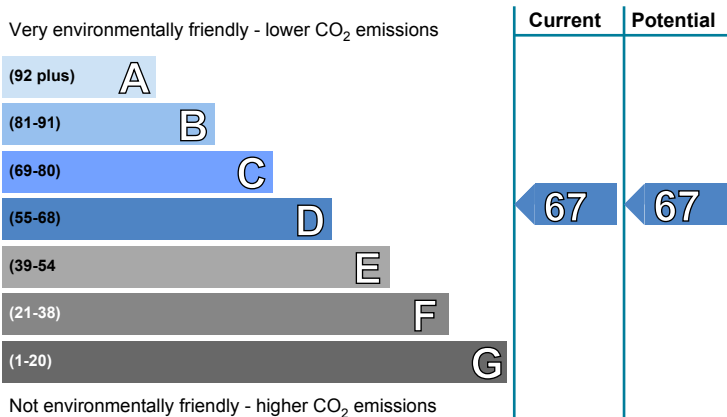 Very environmentally friendly - lower CO₂ emissions
Current Potential
(92 plus) A
(81-91) B
(69-80) C
(55-68) D
67 67
(39-54 E
(21-38) F
(1-20) G
Not environmentally friendly - higher CO₂ emissions